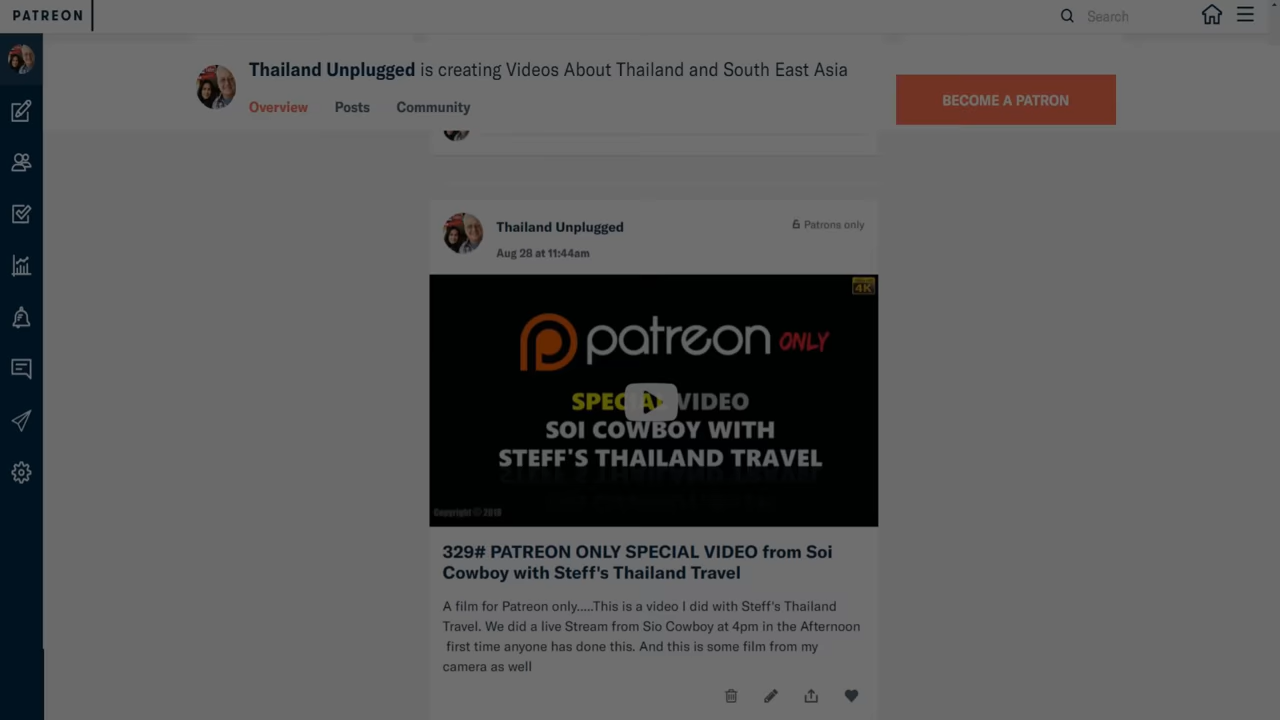 PATREON
Search
Thailand Unplugged is creating Videos About Thailand and South East Asia
Overview Posts Community
BECOME A PATRON
Thailand Unplugged
Patrons only
Aug 28 at 11:44am
4K
patreon ONLY
SPECIAL VIDEO
SOI COWBOY WITH
STEFF'S THAILAND TRAVEL
Copyright © 2018
329# PATREON ONLY SPECIAL VIDEO from Soi
Cowboy with Steff's Thailand Travel
A film for Patreon only.....This is a video I did with Steff's Thailand
Travel. We did a live Stream from Sio Cowboy at 4pm in the Afternoon
first time anyone has done this. And this is some film from my
camera as well